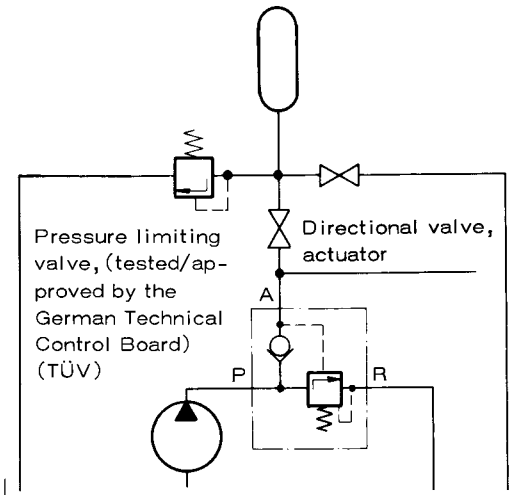 Pressure limiting
valve, (tested/ap-
proved by the
German Technical
Control Board)
(TÜV)
Directional valve,
actuator
A
P
R